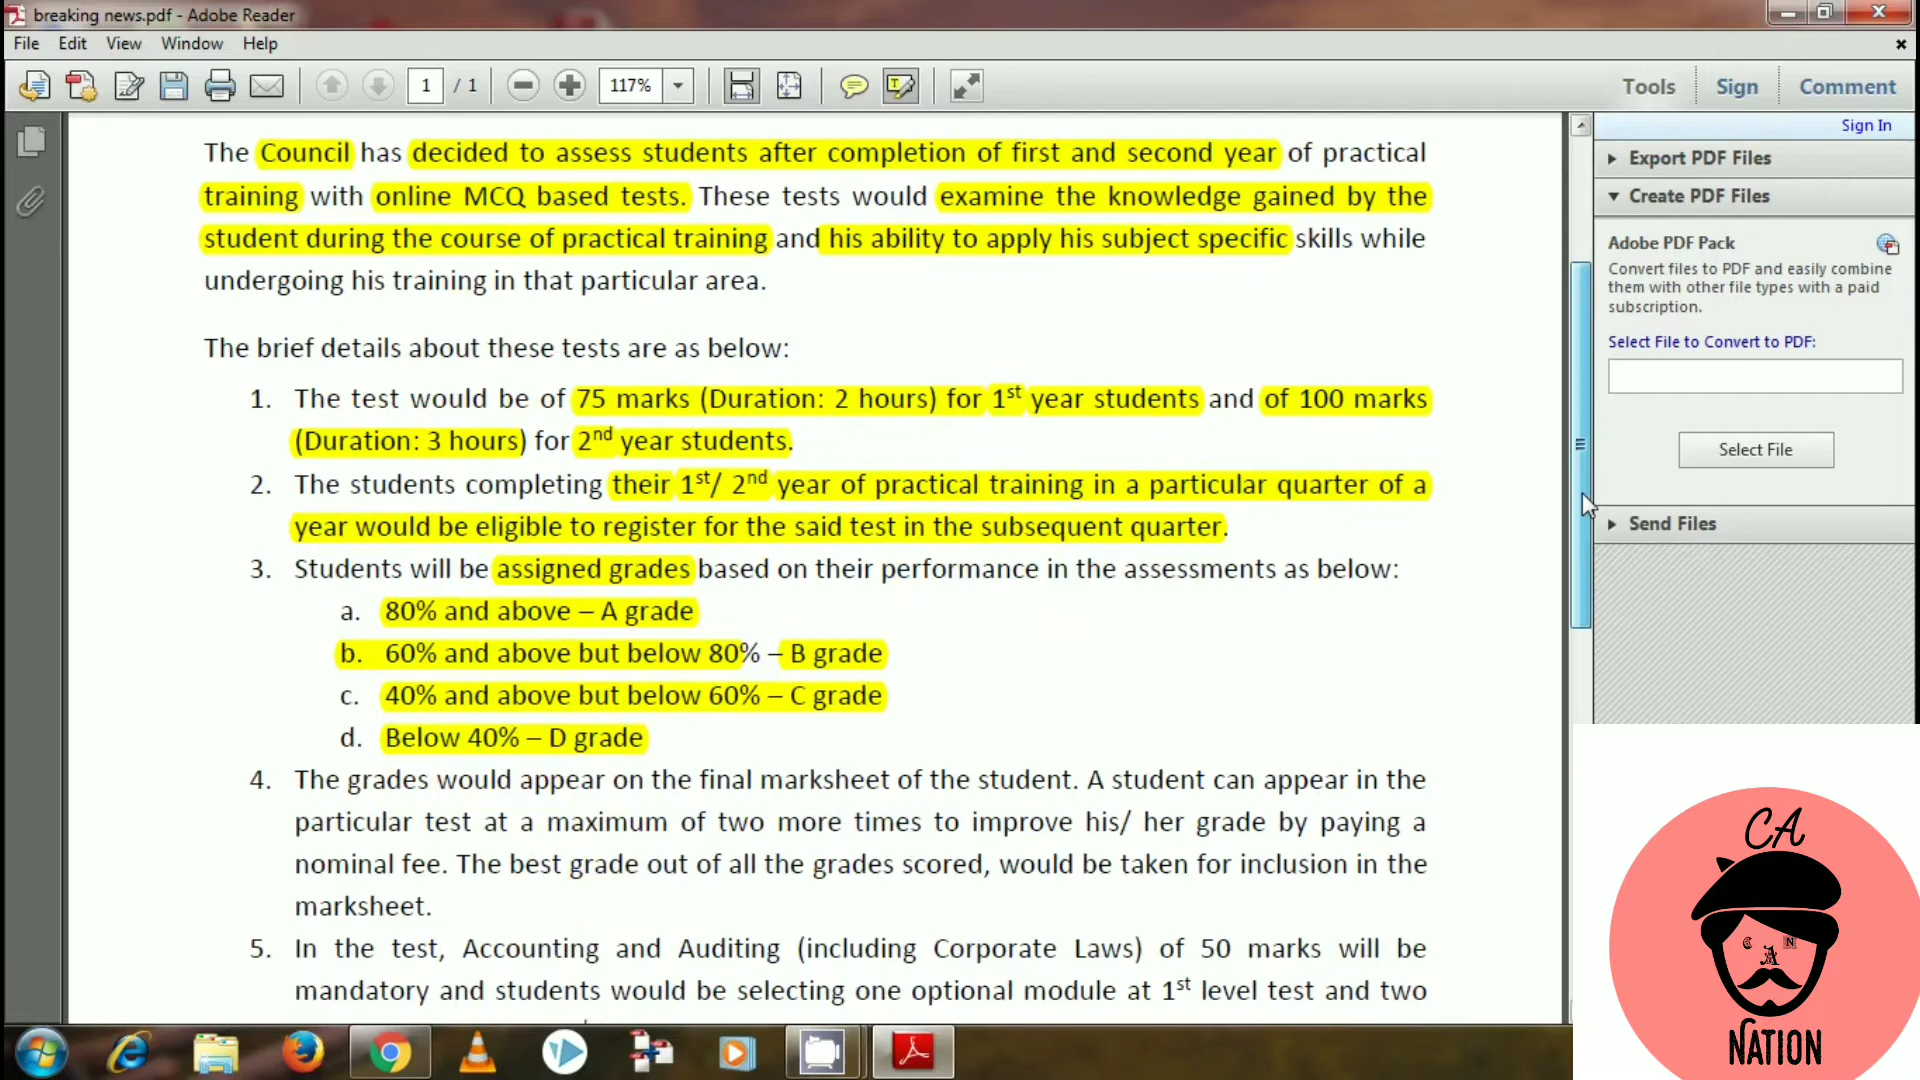 breaking news.pdf - Adobe Reader
File Edit View Window Help
1 / 1 117% Tools Sign Comment
Sign In
Export PDF Files
Create PDF Files
Adobe PDF Pack
Convert files to PDF and easily combine
them with other file types with a paid
subscription.
Select File to Convert to PDF:
Select File
Send Files
The Council has decided to assess students after completion of first and second year of practical
training with online MCQ based tests. These tests would examine the knowledge gained by the
student during the course of practical training and his ability to apply his subject specific skills while
undergoing his training in that particular area.
The brief details about these tests are as below:
1. The test would be of 75 marks (Duration: 2 hours) for 1st year students and of 100 marks
(Duration: 3 hours) for 2nd year students.
2. The students completing their 1st/ 2nd year of practical training in a particular quarter of a
year would be eligible to register for the said test in the subsequent quarter.
3. Students will be assigned grades based on their performance in the assessments as below:
a. 80% and above – A grade
b. 60% and above but below 80% – B grade
c. 40% and above but below 60% – C grade
d. Below 40% – D grade
4. The grades would appear on the final marksheet of the student. A student can appear in the
particular test at a maximum of two more times to improve his/ her grade by paying a
nominal fee. The best grade out of all the grades scored, would be taken for inclusion in the
marksheet.
5. In the test, Accounting and Auditing (including Corporate Laws) of 50 marks will be
mandatory and students would be selecting one optional module at 1st level test and two
CA
C A N
NATION